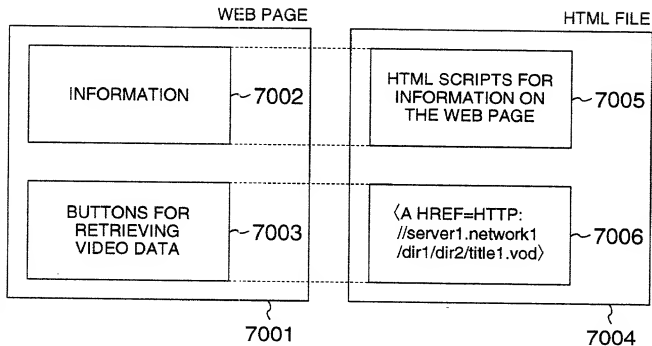 WEB PAGE
INFORMATION
7002
BUTTONS FOR
RETRIEVING
VIDEO DATA
7003
7001
HTML FILE
HTML SCRIPTS FOR
INFORMATION ON
THE WEB PAGE
7005
〈A HREF=HTTP:
//server1.network1
/dir1/dir2/title1.vod〉
7006
7004